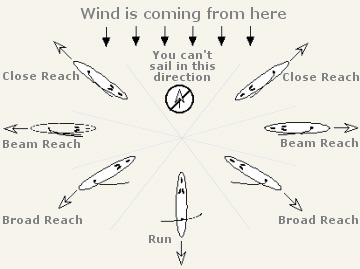 Wind is coming from here
You can't
sail in this
direction
Close Reach
Close Reach
Beam Reach
Beam Reach
Broad Reach
Broad Reach
Run